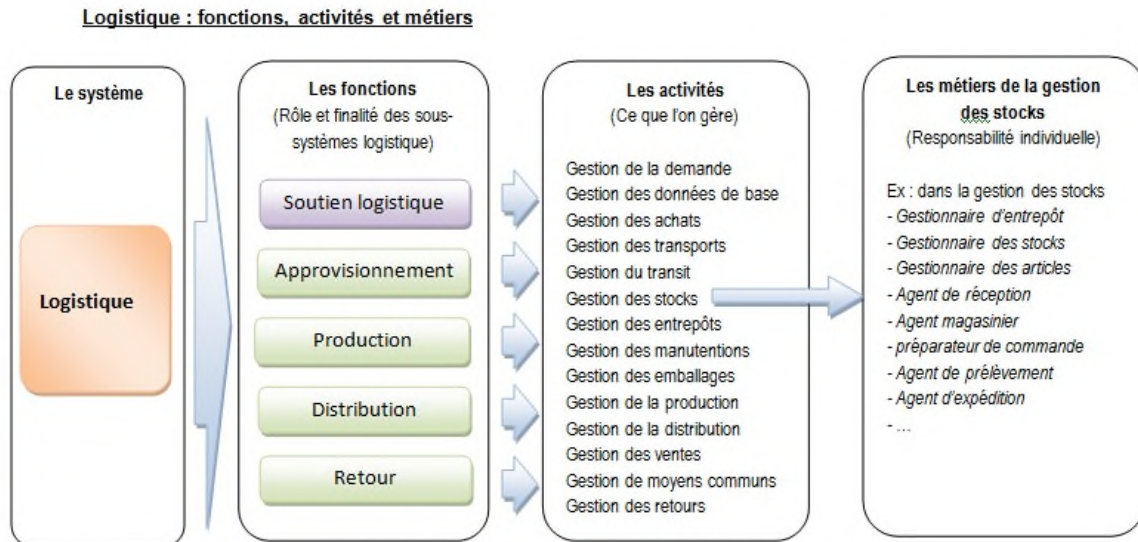 Logistique : fonctions, activités et métiers
Le système
Logistique
Les fonctions
(Rôle et finalité des sous-
systèmes logistique)
Soutien logistique
Approvisionnement
Production
Distribution
Retour
Les activités
(Ce que l'on gère)
Gestion de la demande
Gestion des données de base
Gestion des achats
Gestion des transports
Gestion du transit
Gestion des stocks
Gestion des entrepôts
Gestion des manutentions
Gestion des emballages
Gestion de la production
Gestion de la distribution
Gestion des ventes
Gestion de moyens communs
Gestion des retours
Les métiers de la gestion
des stocks
(Responsabilité individuelle)
Ex : dans la gestion des stocks
- Gestionnaire d'entrepôt
- Gestionnaire des stocks
- Gestionnaire des articles
- Agent de réception
- Agent magasinier
- préparateur de commande
- Agent de prélèvement
- Agent d'expédition
- ...